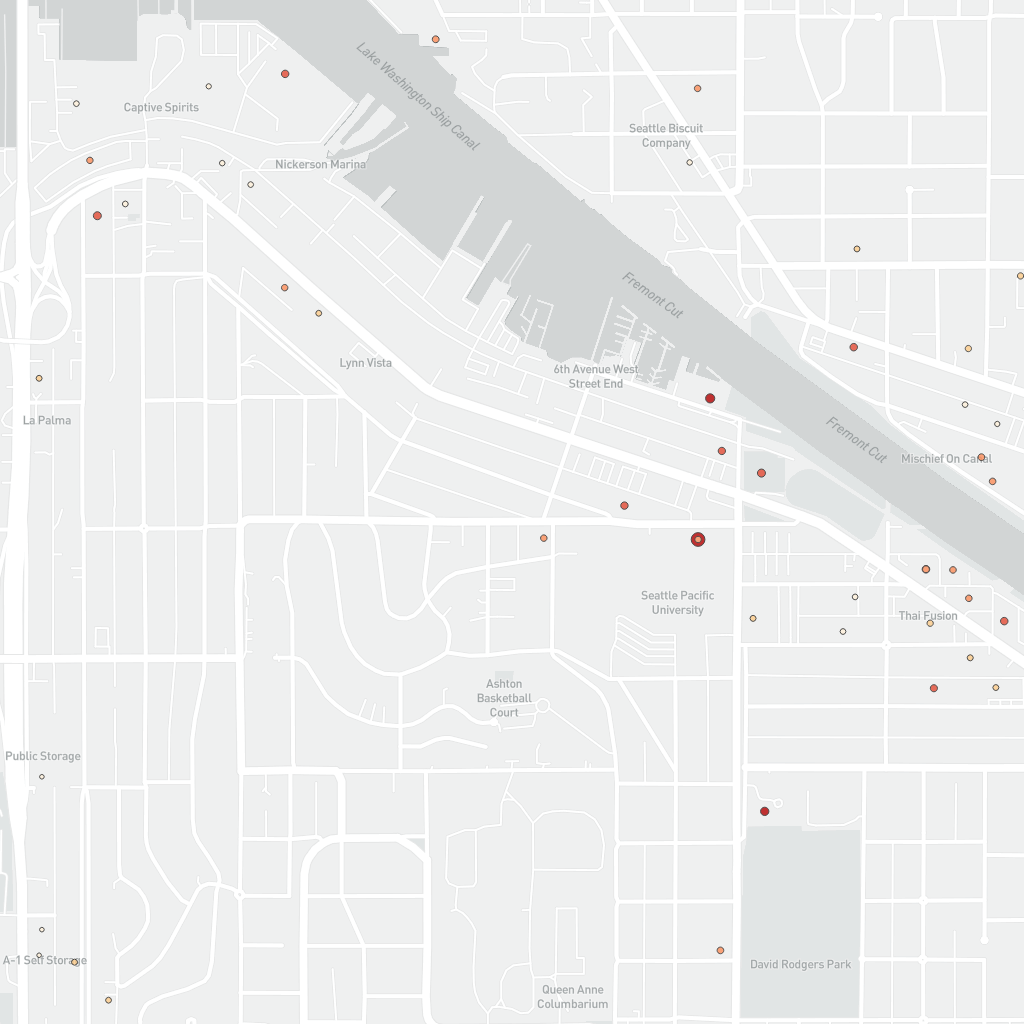 Lake Washington Ship Canal
Captive Spirits
Seattle Biscuit
Company
Nickerson Marina
Fremont Cut
Lynn Vista
6th Avenue West
Street End
La Palma
Fremont Cut
Mischief On Canal
Seattle Pacific
University
Thai Fusion
Ashton
Basketball
Court
Public Storage
A-1 Self Storage
David Rodgers Park
Queen Anne
Columbarium